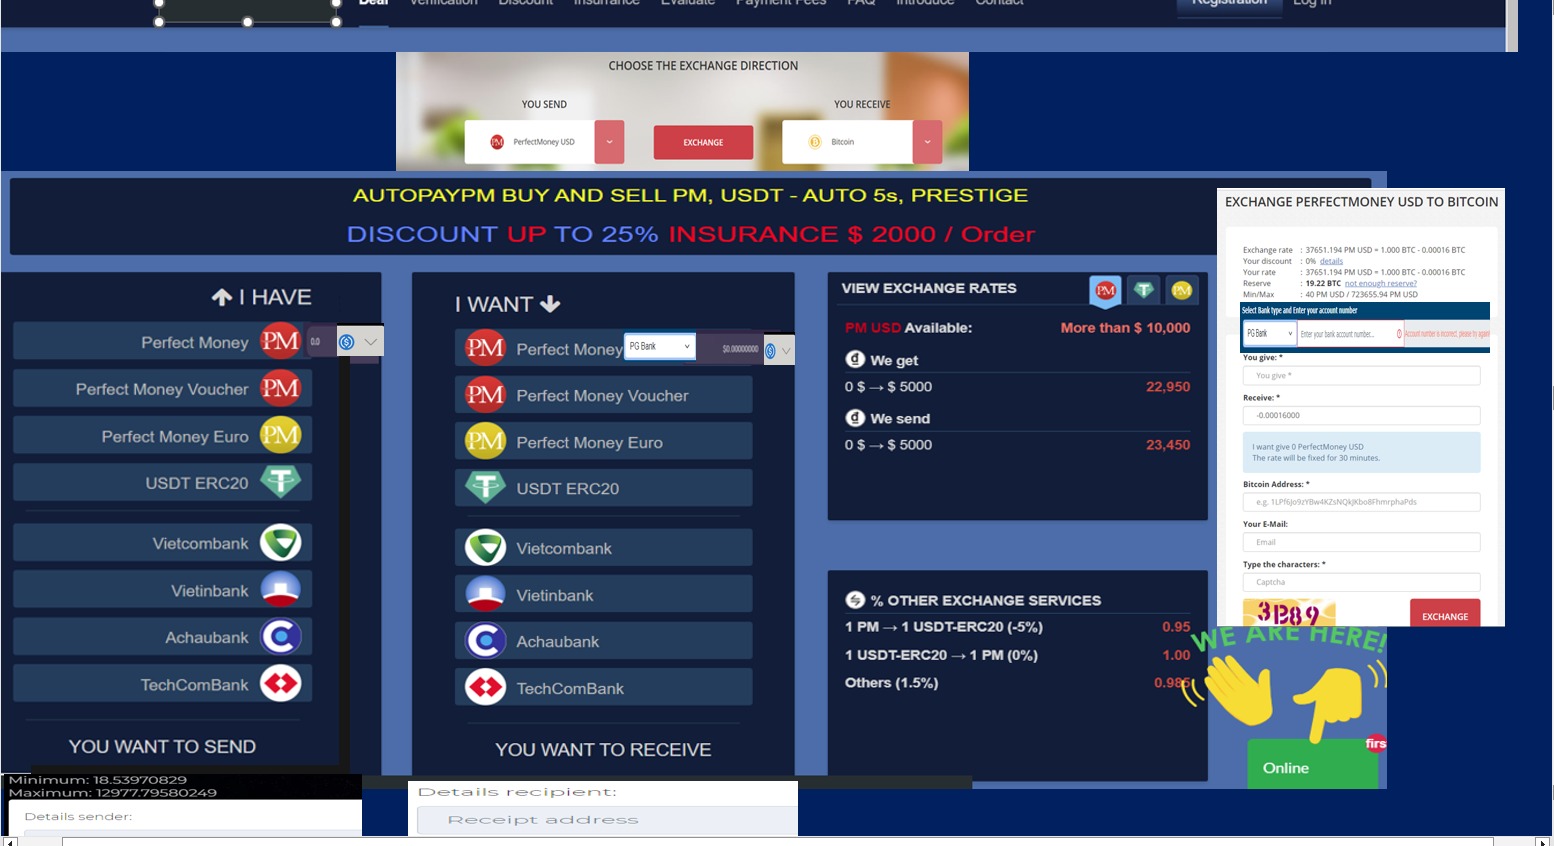 Deal Verification Discount Insurrance Evaluate Payment Fees FAQ Introduce Contact Registration Log in
CHOOSE THE EXCHANGE DIRECTION
YOU SEND
YOU RECEIVE
PM PerfectMoney USD
EXCHANGE
Bitcoin
AUTOPAYPM BUY AND SELL PM, USDT - AUTO 5s, PRESTIGE
DISCOUNT UP TO 25% INSURANCE $ 2000 / Order
I HAVE
Perfect Money PM 0.0
Perfect Money Voucher PM
Perfect Money Euro PM
USDT ERC20
Vietcombank
Vietinbank
Achaubank
TechComBank
YOU WANT TO SEND
Minimum: 18.53970829
Maximum: 12977.79580249
Details sender:
I WANT
PM Perfect Money PG Bank $0.00000000
PM Perfect Money Voucher
PM Perfect Money Euro
USDT ERC20
Vietcombank
Vietinbank
Achaubank
TechComBank
YOU WANT TO RECEIVE
Details recipient:
Receipt address
VIEW EXCHANGE RATES PM PM
PM USD Available: More than $ 10,000
đ We get
0 $ → $ 5000 22,950
đ We send
0 $ → $ 5000 23,450
% OTHER EXCHANGE SERVICES
1 PM → 1 USDT-ERC20 (-5%) 0.95
1 USDT-ERC20 → 1 PM (0%) 1.00
Others (1.5%) 0.985
EXCHANGE PERFECTMONEY USD TO BITCOIN
Exchange rate : 37651.194 PM USD = 1.000 BTC - 0.00016 BTC
Your discount : 0% details
Your rate : 37651.194 PM USD = 1.000 BTC - 0.00016 BTC
Reserve : 19.22 BTC not enough reserve?
Min/Max : 40 PM USD / 723655.94 PM USD
Select Bank type and Enter your account number
PG Bank Enter your bank account number... Account number is incorrect, please try again!
You give: *
You give *
Receive: *
-0.00016000
I want give 0 PerfectMoney USD
The rate will be fixed for 30 minutes.
Bitcoin Address: *
e.g. 1LPf6Jo9zYBw4KZsNQkJKbo8FhmrphaPds
Your E-Mail:
Email
Type the characters: *
Captcha
3B89
EXCHANGE
WE ARE HERE!
firs
Online